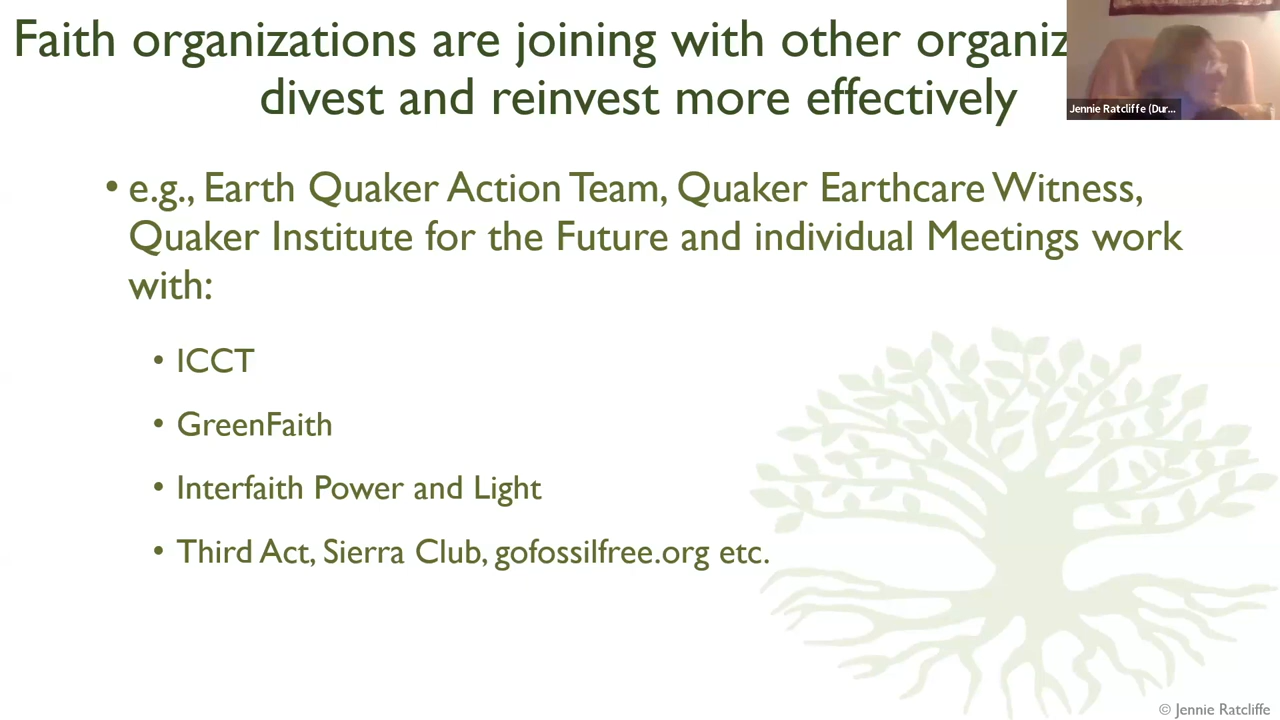 Faith organizations are joining with other organiz
divest and reinvest more effectively
Jennie Ratcliffe (Dur...
• e.g., Earth Quaker Action Team, Quaker Earthcare Witness,
Quaker Institute for the Future and individual Meetings work
with:
• ICCT
• GreenFaith
• Interfaith Power and Light
• Third Act, Sierra Club, gofossilfree.org etc.
© Jennie Ratcliffe